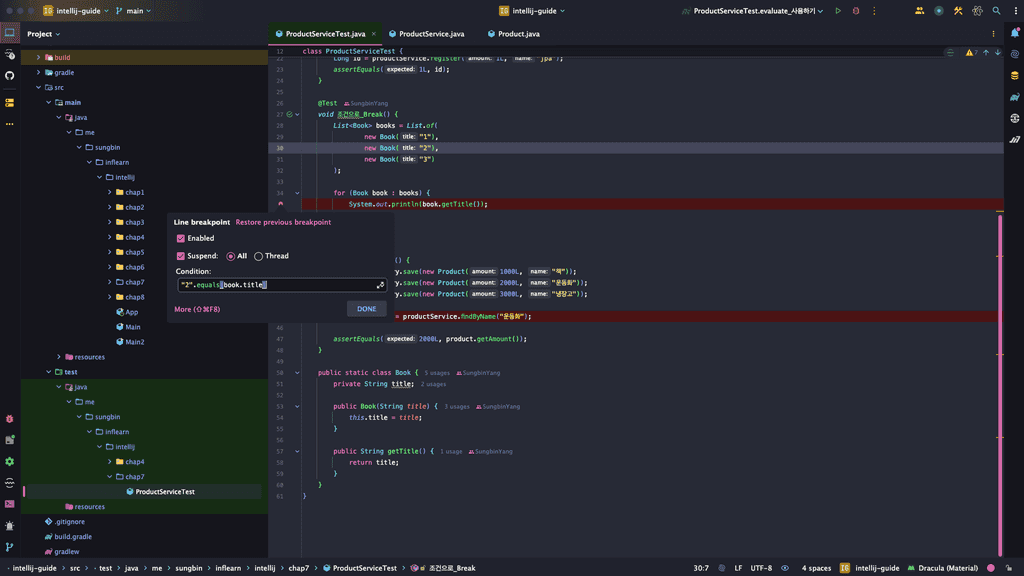 intellij-guide main intellij-guide ProductServiceTest.evaluate_사용하기
Project
ProductServiceTest.java ProductService.java Product.java
build
gradle
src
main
java
me
sungbin
inflearn
intellij
chap1
chap2
chap3
chap4
chap5
chap6
chap7
chap8
App
Main
Main2
resources
test
java
me
sungbin
inflearn
intellij
chap4
chap7
ProductServiceTest
resources
.gitignore
build.gradle
gradlew
12 class ProductServiceTest {
22 Long id = productService.register( amount: 1L, name: "jpa");
23 assertEquals( expected: 1L, id);
24 }
25
26 @Test SungbinYang
27 void 조건으로_Break() {
28 List<Book> books = List.of(
29 new Book( title: "1"),
30 new Book( title: "2"),
31 new Book( title: "3")
32 );
33
34 for (Book book : books) {
System.out.println(book.getTitle());
() {
y.save(new Product( amount: 1000L, name: "책"));
y.save(new Product( amount: 2000L, name: "운동화"));
y.save(new Product( amount: 3000L, name: "냉장고"));
= productService.findByName("운동화");
46
47 assertEquals( expected: 2000L, product.getAmount());
48 }
49
50 public static class Book { 5 usages SungbinYang
51 private String title; 2 usages
52
53 public Book(String title) { 3 usages SungbinYang
54 this.title = title;
55 }
56
57 public String getTitle() { 1 usage SungbinYang
58 return title;
59 }
60 }
61 }
Line breakpoint Restore previous breakpoint
Enabled
Suspend: All Thread
Condition:
"2".equals(book.title)
More (⇧⌘F8) DONE
intellij-guide > src > test > java > me > sungbin > inflearn > intellij > chap7 > ProductServiceTest > 조건으로_Break 30:7 LF UTF-8 4 spaces intellij-guide Dracula (Material)